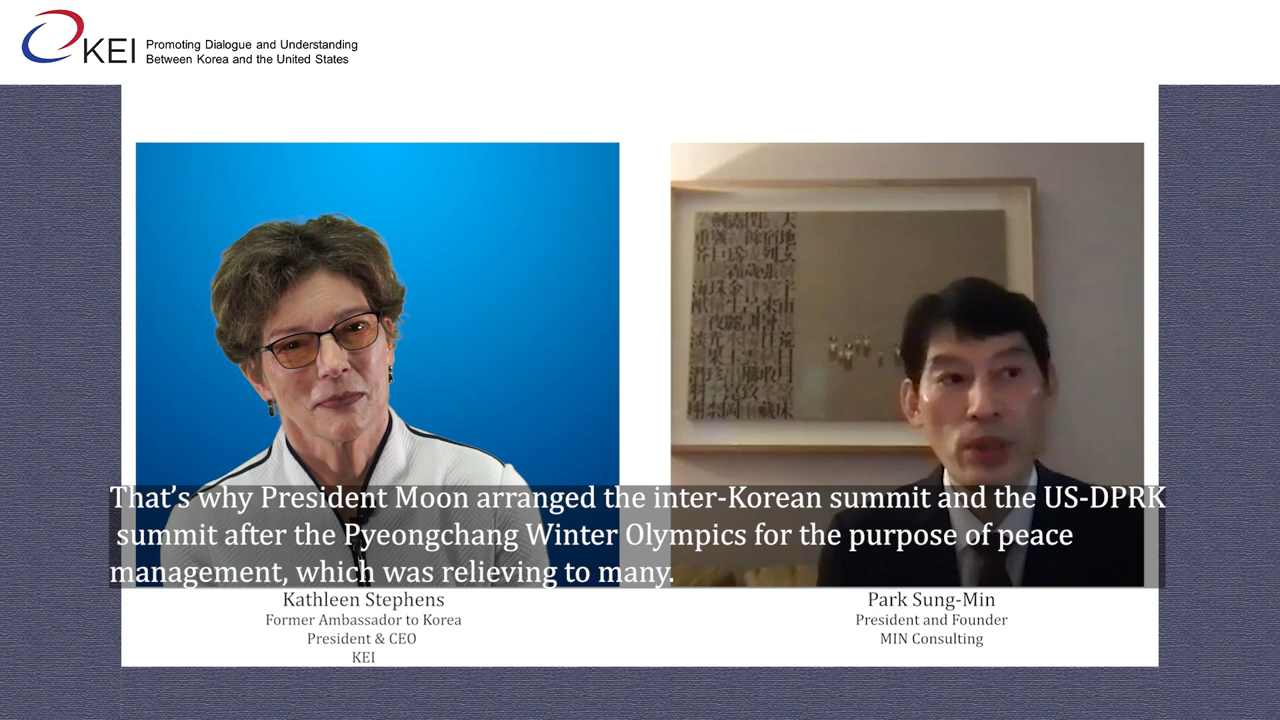 KEI
Promoting Dialogue and Understanding
Between Korea and the United States
That's why President Moon arranged the inter-Korean summit and the US-DPRK
summit after the Pyeongchang Winter Olympics for the purpose of peace
management, which was relieving to many.
Kathleen Stephens
Former Ambassador to Korea
President & CEO
KEI
Park Sung-Min
President and Founder
MIN Consulting